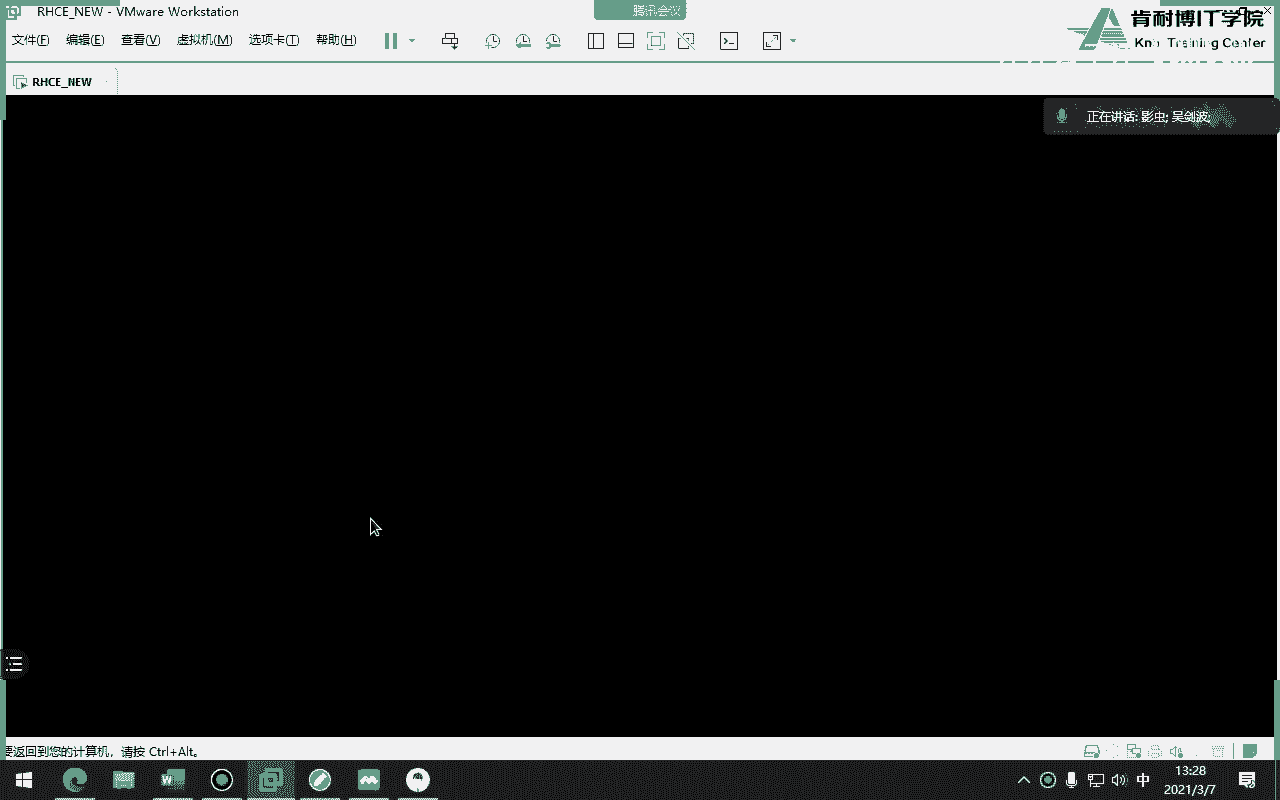 RHCE_NEW - VMware Workstation
腾讯会议
文件(F) 编辑(E) 查看(V) 虚拟机(M) 选项卡(T) 帮助(H)
肯耐博IT学院
Training Center
RHCE_NEW
正在讲话: 影虫; 吴剑波;
要返回到您的计算机，请按 Ctrl+Alt。
中
13:28
2021/3/7